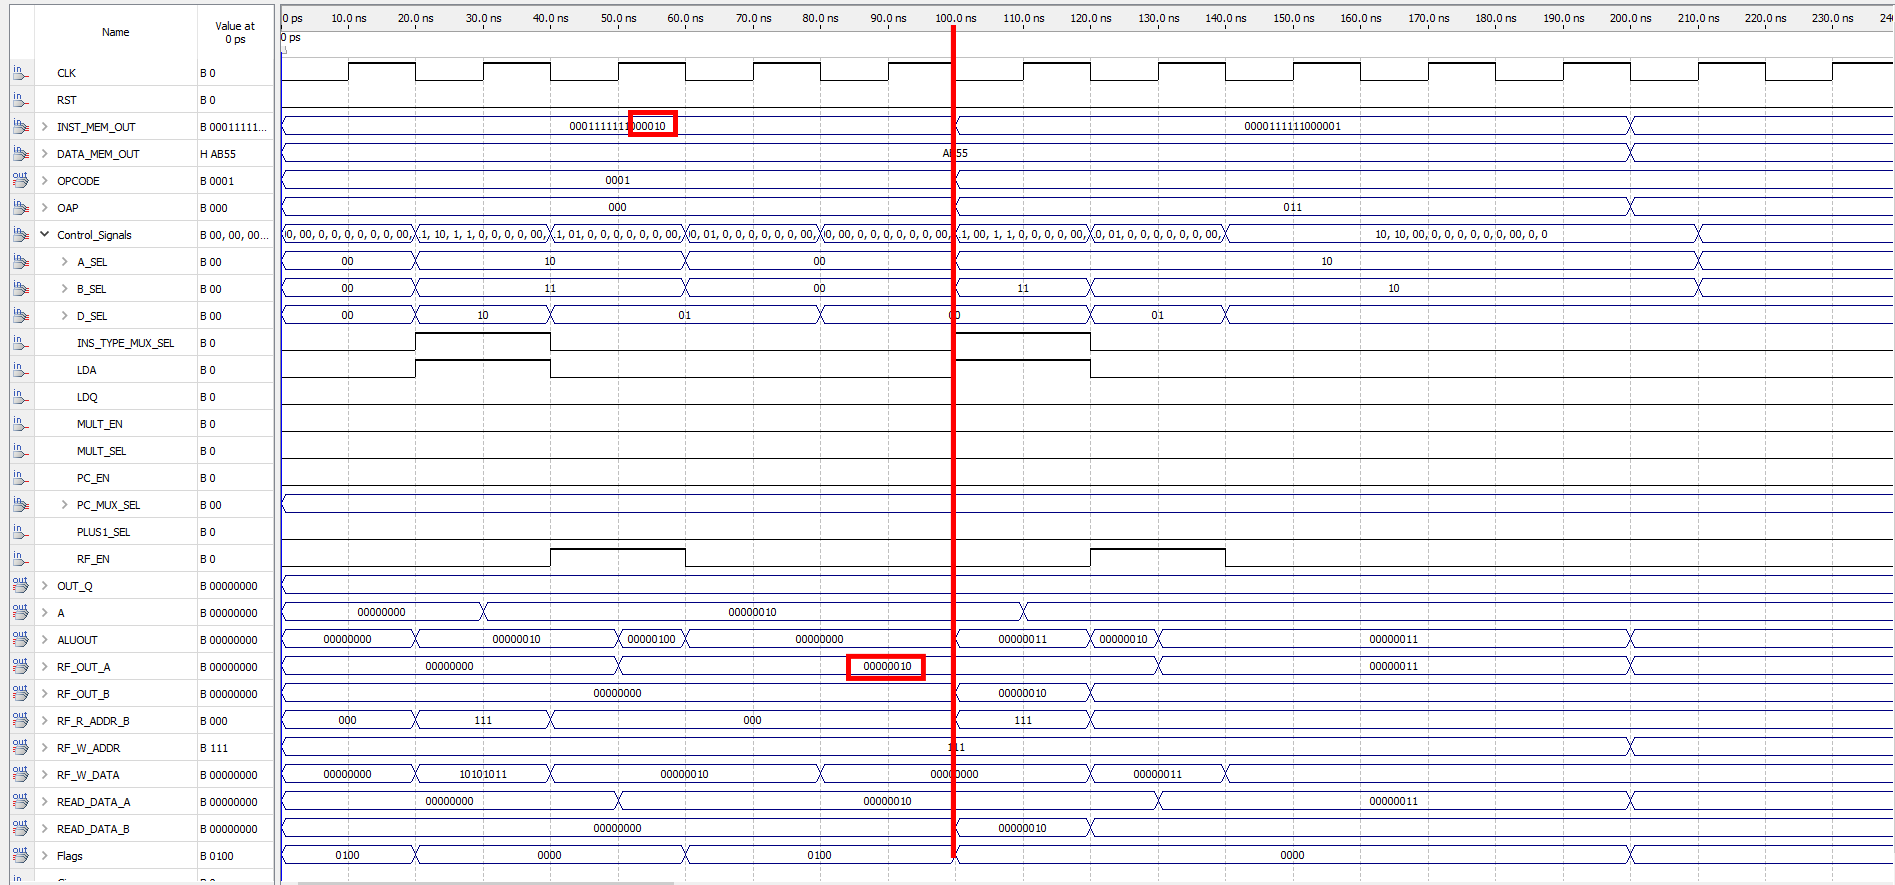 Name
Value at
0 ps
0 ps 10.0 ns 20.0 ns 30.0 ns 40.0 ns 50.0 ns 60.0 ns 70.0 ns 80.0 ns 90.0 ns 100.0 ns 110.0 ns 120.0 ns 130.0 ns 140.0 ns 150.0 ns 160.0 ns 170.0 ns 180.0 ns 190.0 ns 200.0 ns 210.0 ns 220.0 ns 230.0 ns 240
0 ps
in CLK B 0
in RST B 0
in INST_MEM_OUT B 00011111... 0001111111000010 0000111111000001
in DATA_MEM_OUT H AB55 AB55
out OPCODE B 0001 0001
in OAP B 000 000 011
in Control_Signals B 00, 00, 00... 0, 00, 0, 0, 0, 0, 0, 0, 00, 1, 10, 1, 1, 0, 0, 0, 0, 00, 1, 01, 0, 0, 0, 0, 0, 0, 00, 0, 01, 0, 0, 0, 0, 0, 0, 00, 0, 00, 0, 0, 0, 0, 0, 0, 00, 1, 00, 1, 1, 0, 0, 0, 0, 00, 0, 01, 0, 0, 0, 0, 0, 0, 00, 10, 10, 00, 0, 0, 0, 0, 0, 0, 00, 0, 0
in A_SEL B 00 00 10 00 10
in B_SEL B 00 00 11 00 11 10
in D_SEL B 00 00 10 01 00 01
in INS_TYPE_MUX_SEL B 0
in LDA B 0
in LDQ B 0
in MULT_EN B 0
in MULT_SEL B 0
in PC_EN B 0
in PC_MUX_SEL B 00
in PLUS1_SEL B 0
in RF_EN B 0
out OUT_Q B 00000000
out A B 00000000 00000000 00000010
out ALUOUT B 00000000 00000000 00000010 00000100 00000000 00000011 00000010 00000011
out RF_OUT_A B 00000000 00000000 00000010 00000011
out RF_OUT_B B 00000000 00000000 00000010
out RF_R_ADDR_B B 000 000 111 000 111
out RF_W_ADDR B 111 111
out RF_W_DATA B 00000000 00000000 10101011 00000010 00000000 00000011
out READ_DATA_A B 00000000 00000000 00000010 00000011
out READ_DATA_B B 00000000 00000000 00000010
out Flags B 0100 0100 0000 0100 0000
in